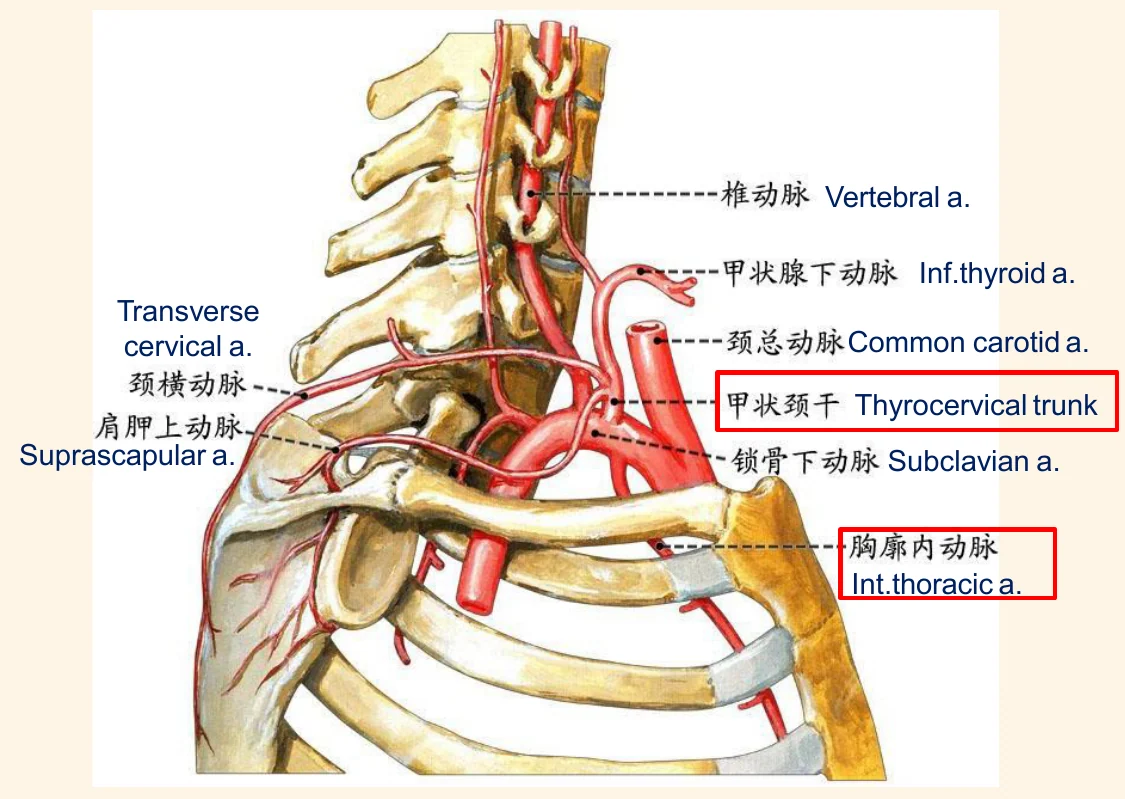 椎动脉 Vertebral a.
甲状腺下动脉 Inf.thyroid a.
Transverse
cervical a.
颈总动脉 Common carotid a.
颈横动脉
甲状颈干 Thyrocervical trunk
肩胛上动脉
Suprascapular a.
锁骨下动脉 Subclavian a.
胸廓内动脉
Int.thoracic a.